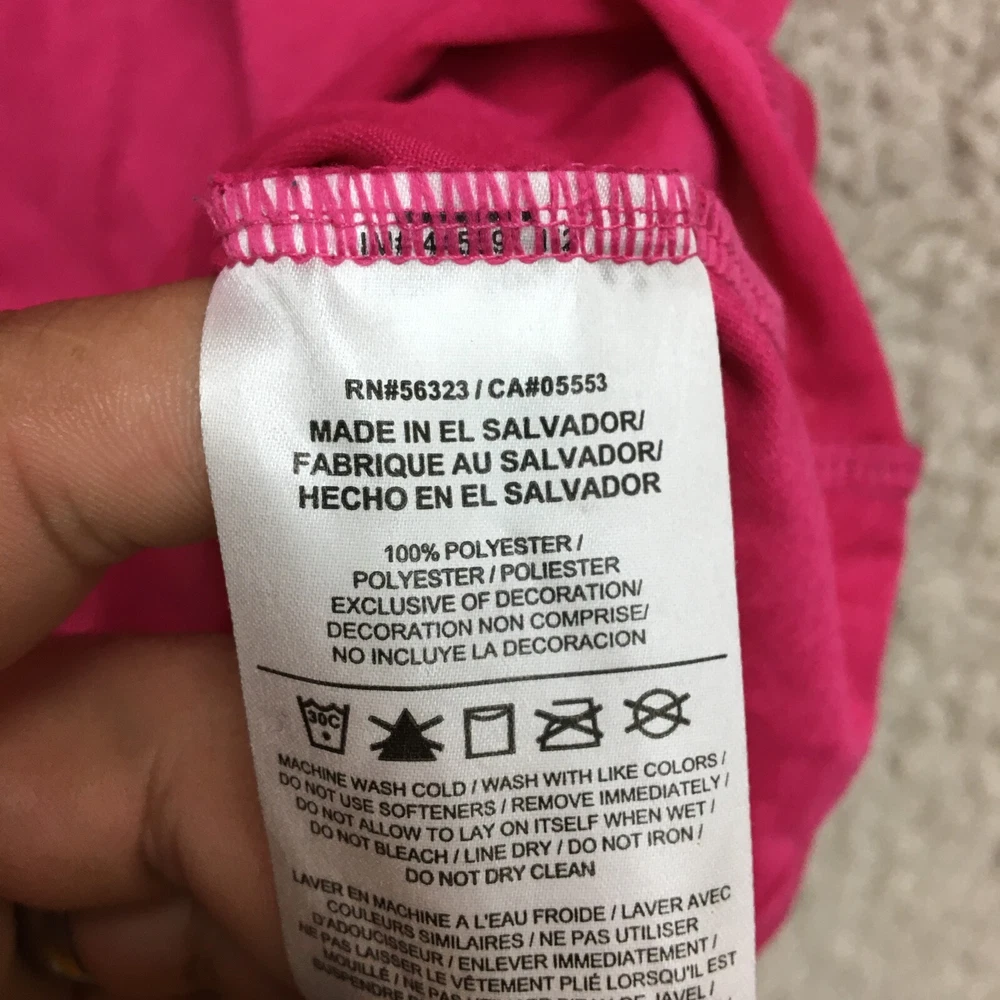 RN#56323 / CA#05553
MADE IN EL SALVADOR/
FABRIQUE AU SALVADOR/
HECHO EN EL SALVADOR
100% POLYESTER /
POLYESTER / POLIESTER
EXCLUSIVE OF DECORATION/
DECORATION NON COMPRISE/
NO INCLUYE LA DECORACION
30C
MACHINE WASH COLD / WASH WITH LIKE COLORS /
DO NOT USE SOFTENERS / REMOVE IMMEDIATELY /
DO NOT ALLOW TO LAY ON ITSELF WHEN WET /
DO NOT BLEACH / LINE DRY / DO NOT IRON /
DO NOT DRY CLEAN
LAVER EN MACHINE A L'EAU FROIDE / LAVER AVEC
COULEURS SIMILAIRES / NE PAS UTILISER
D'ADOUCISSEUR / ENLEVER IMMEDIATEMENT /
NE PAS LAISSER LE VÊTEMENT PLIÉ LORSQU'IL EST
MOUILLÉ / NE PAS